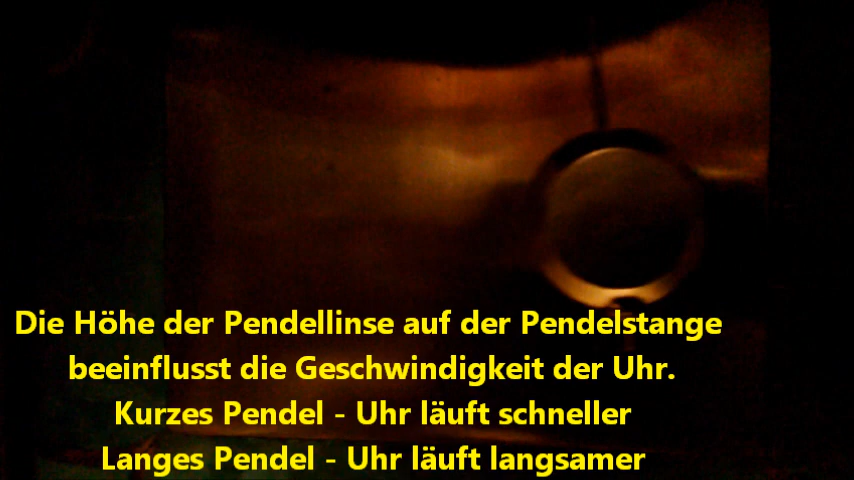 Die Höhe der Pendellinse auf der Pendelstange
beeinflusst die Geschwindigkeit der Uhr.
Kurzes Pendel - Uhr läuft schneller
Langes Pendel - Uhr läuft langsamer